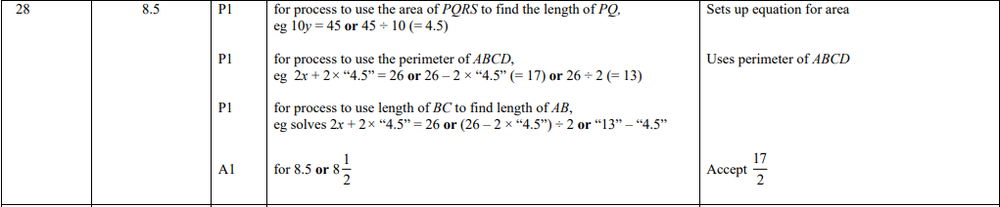 28 8.5 P1 for process to use the area of PQRS to find the length of PQ, Sets up equation for area
eg 10y = 45 or 45 ÷ 10 (= 4.5)
P1 for process to use the perimeter of ABCD, Uses perimeter of ABCD
eg 2x + 2 × “4.5” = 26 or 26 – 2 × “4.5” (= 17) or 26 ÷ 2 (= 13)
P1 for process to use length of BC to find length of AB,
eg solves 2x + 2 × “4.5” = 26 or (26 – 2 × “4.5”) ÷ 2 or “13” – “4.5”
A1 for 8.5 or 8 1/2 Accept 17/2